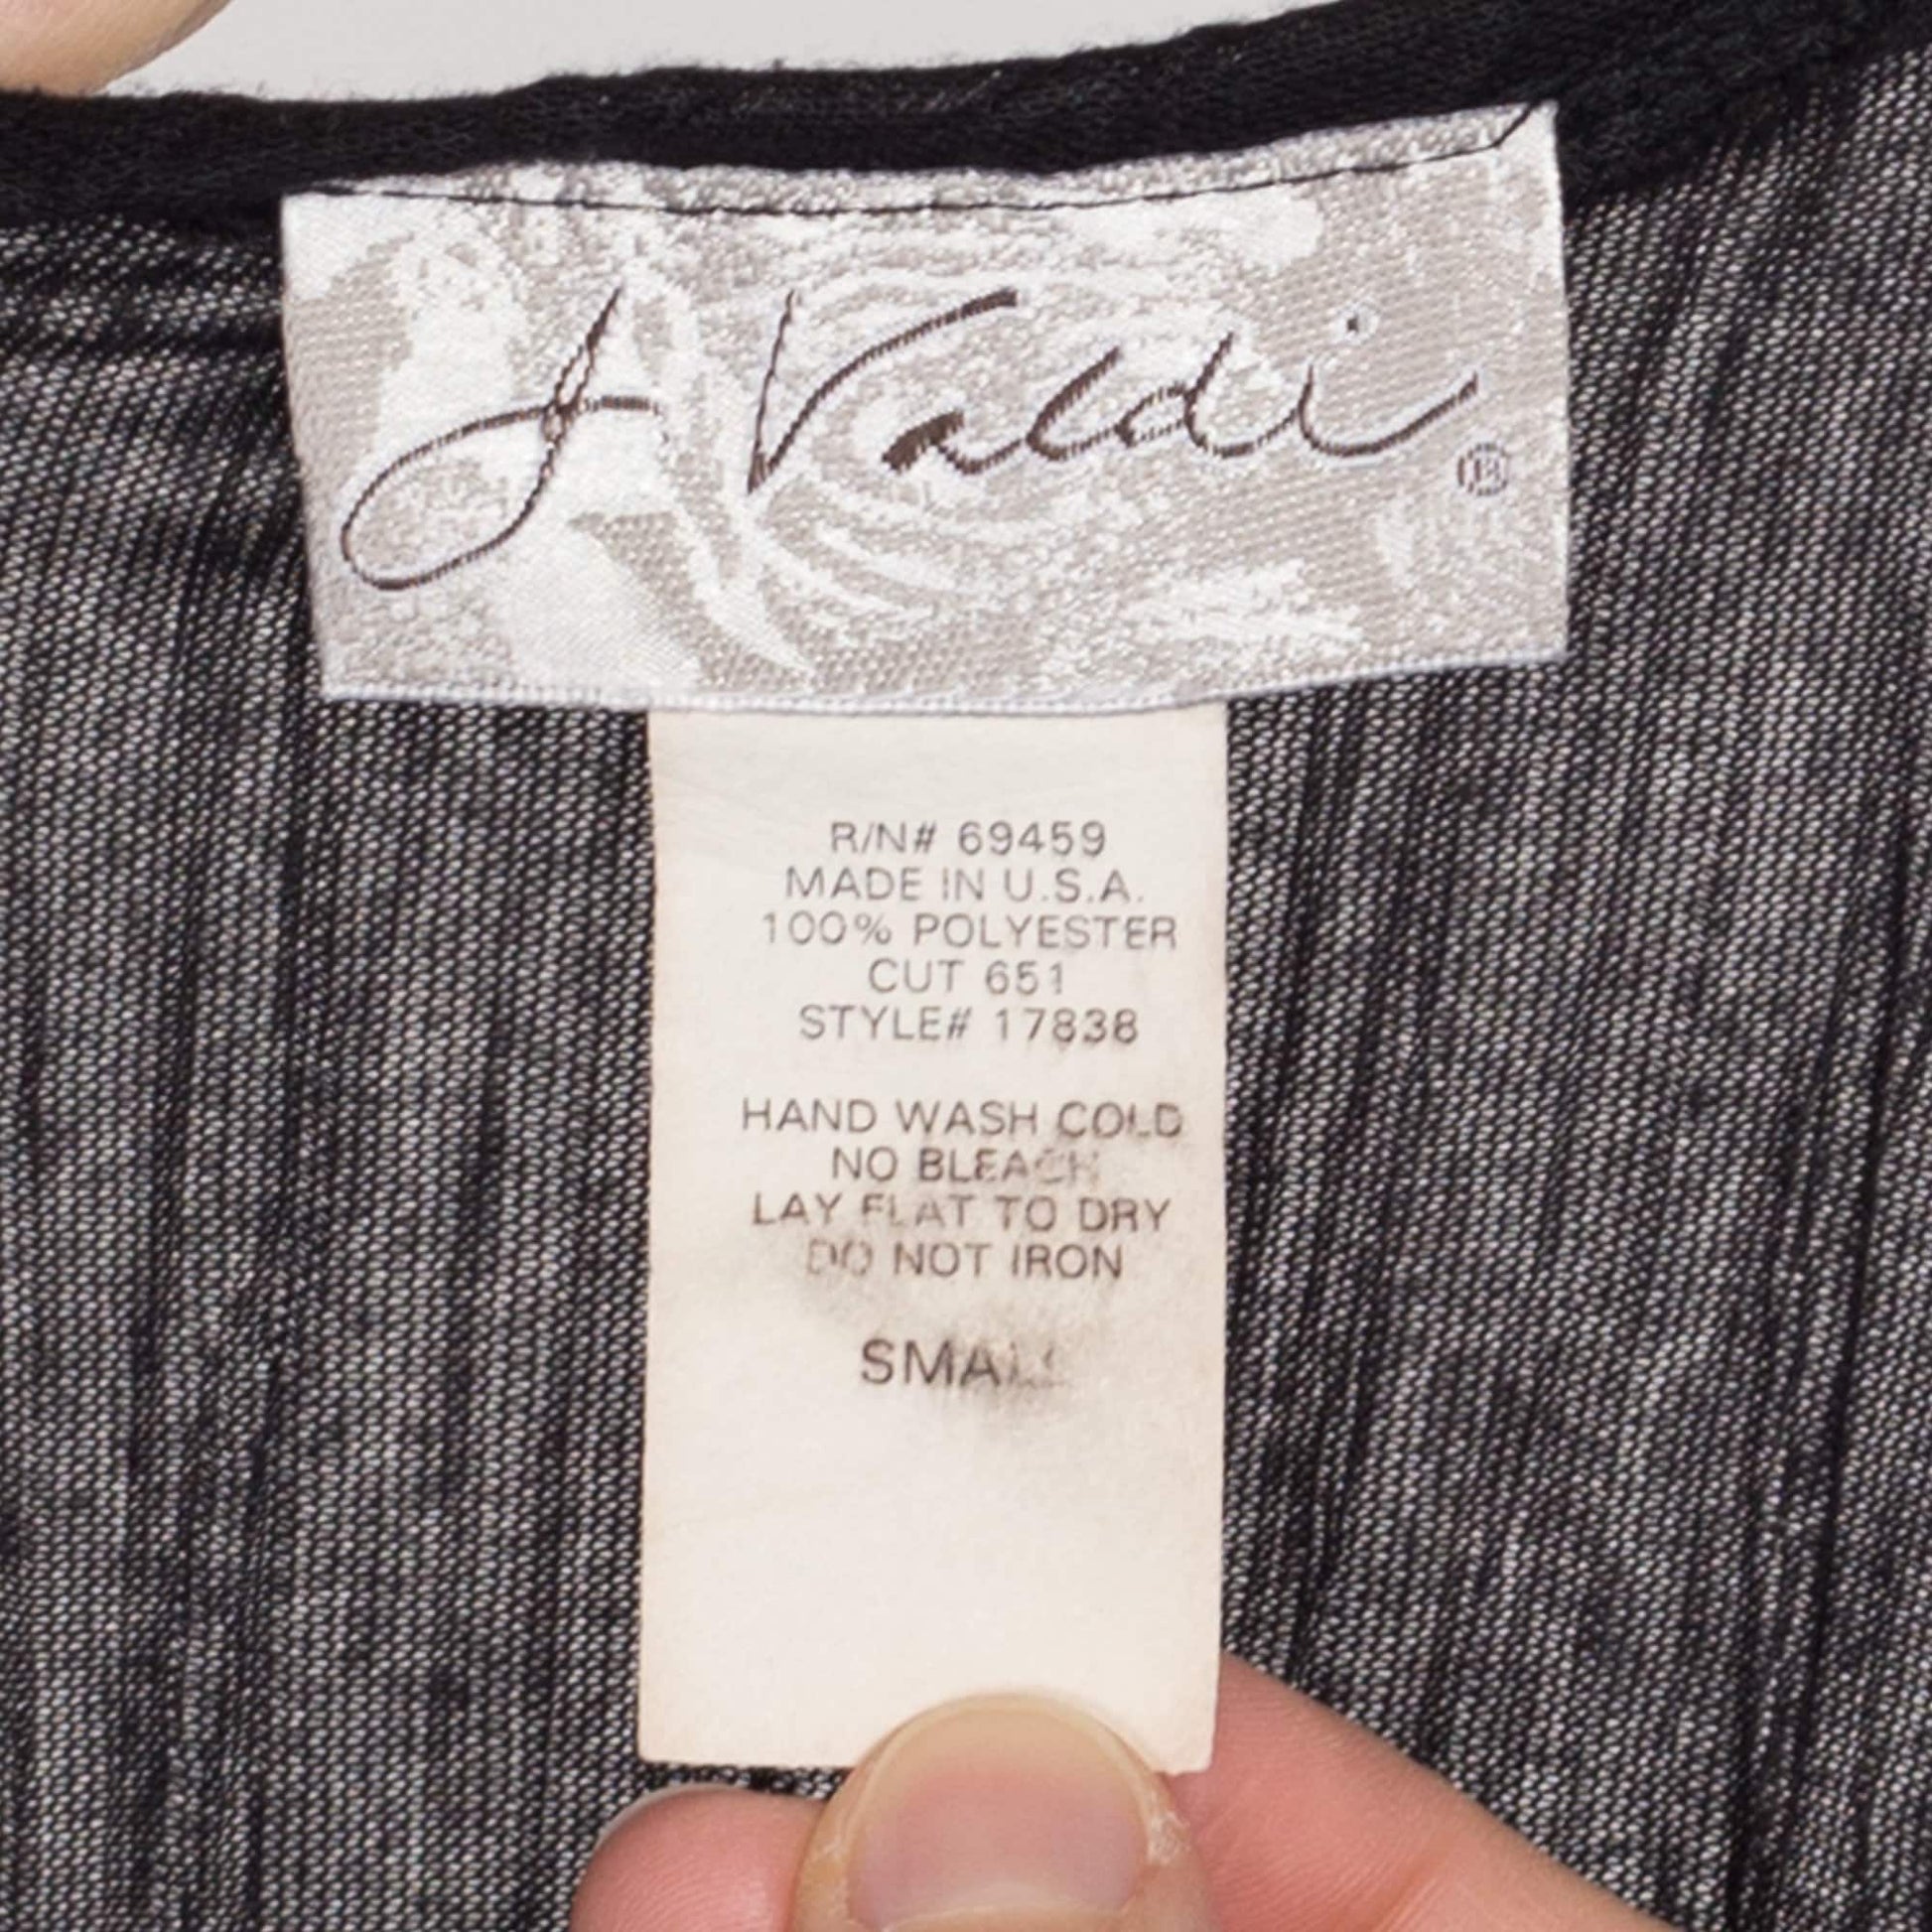 J Valdi ®
R/N# 69459
MADE IN U.S.A.
100% POLYESTER
CUT 651
STYLE# 17838
HAND WASH COLD
NO BLEACH
LAY FLAT TO DRY
DO NOT IRON
SMALL